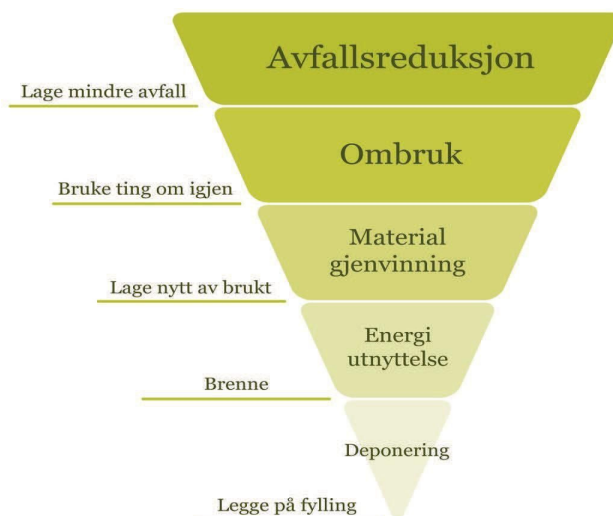 Avfallsreduksjon
Lage mindre avfall
Ombruk
Bruke ting om igjen
Material
gjenvinning
Lage nytt av brukt
Energi
utnyttelse
Brenne
Deponering
Legge på fylling